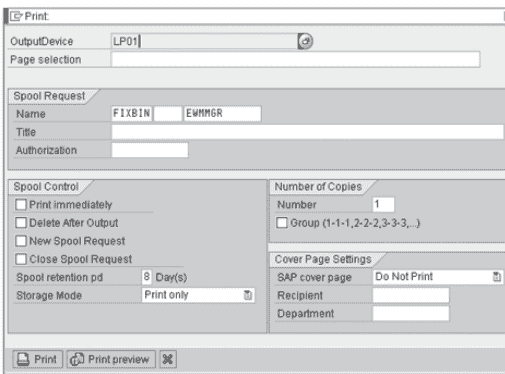 Print:
OutputDevice LP01
Page selection
Spool Request
Name FIXBIN EWMMGR
Title
Authorization
Spool Control
Print immediately
Delete After Output
New Spool Request
Close Spool Request
Spool retention pd 8 Day(s)
Storage Mode Print only
Number of Copies
Number 1
Group (1-1-1,2-2-2,3-3-3,...)
Cover Page Settings
SAP cover page Do Not Print
Recipient
Department
Print Print preview